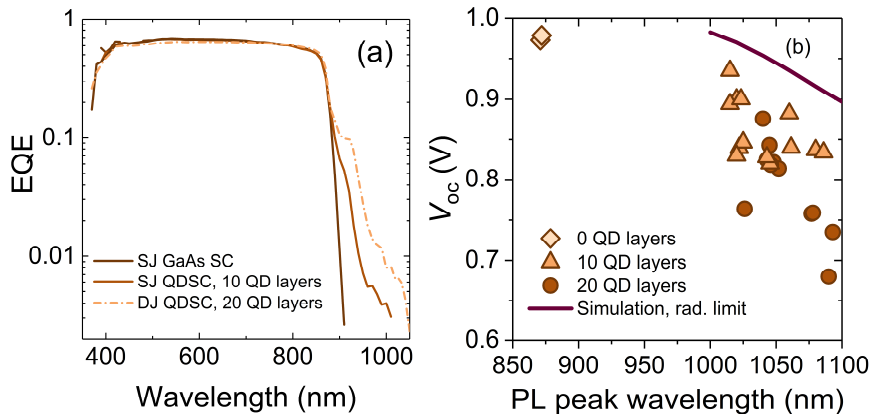 (a)
EQE
1
0.1
0.01
SJ GaAs SC
SJ QDSC, 10 QD layers
DJ QDSC, 20 QD layers
400 600 800 1000
Wavelength (nm)
(b)
Voc (V)
1.0
0.9
0.8
0.7
0.6
0 QD layers
10 QD layers
20 QD layers
Simulation, rad. limit
850 900 950 1000 1050 1100
PL peak wavelength (nm)